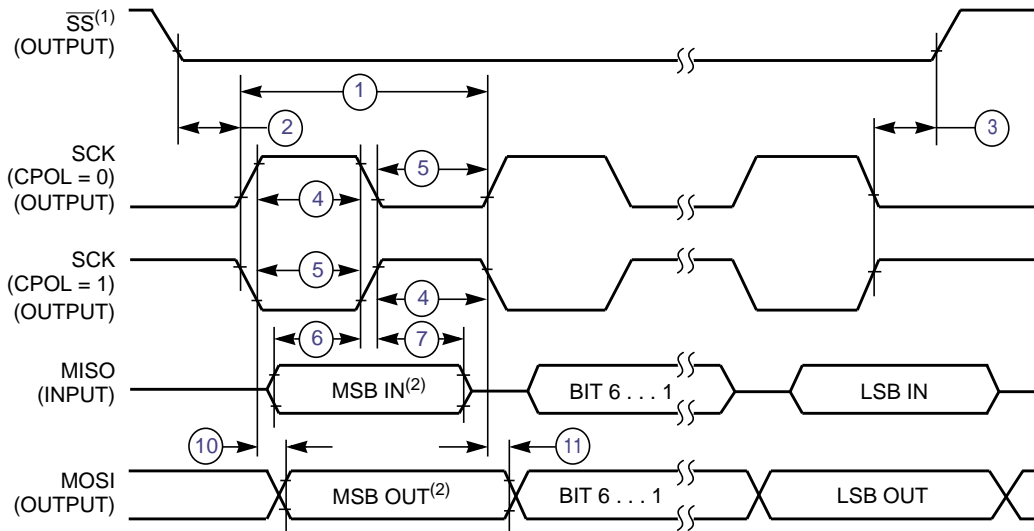 SS(1)
(OUTPUT)
1
2
3
SCK
(CPOL = 0)
(OUTPUT)
5
4
SCK
(CPOL = 1)
(OUTPUT)
5
4
6
7
MISO
(INPUT)
MSB IN(2)
BIT 6 . . . 1
LSB IN
10
11
MOSI
(OUTPUT)
MSB OUT(2)
BIT 6 . . . 1
LSB OUT